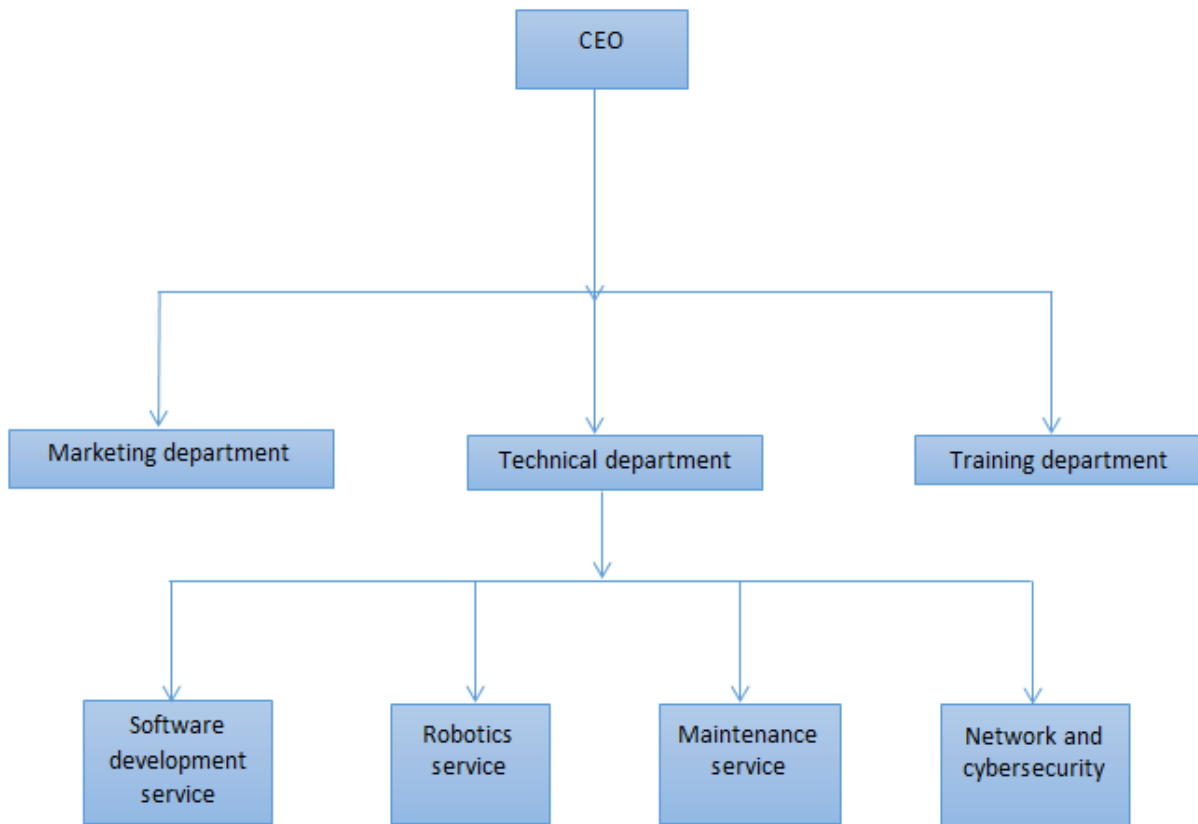 CEO
Marketing department
Technical department
Training department
Software
development
service
Robotics
service
Maintenance
service
Network and
cybersecurity